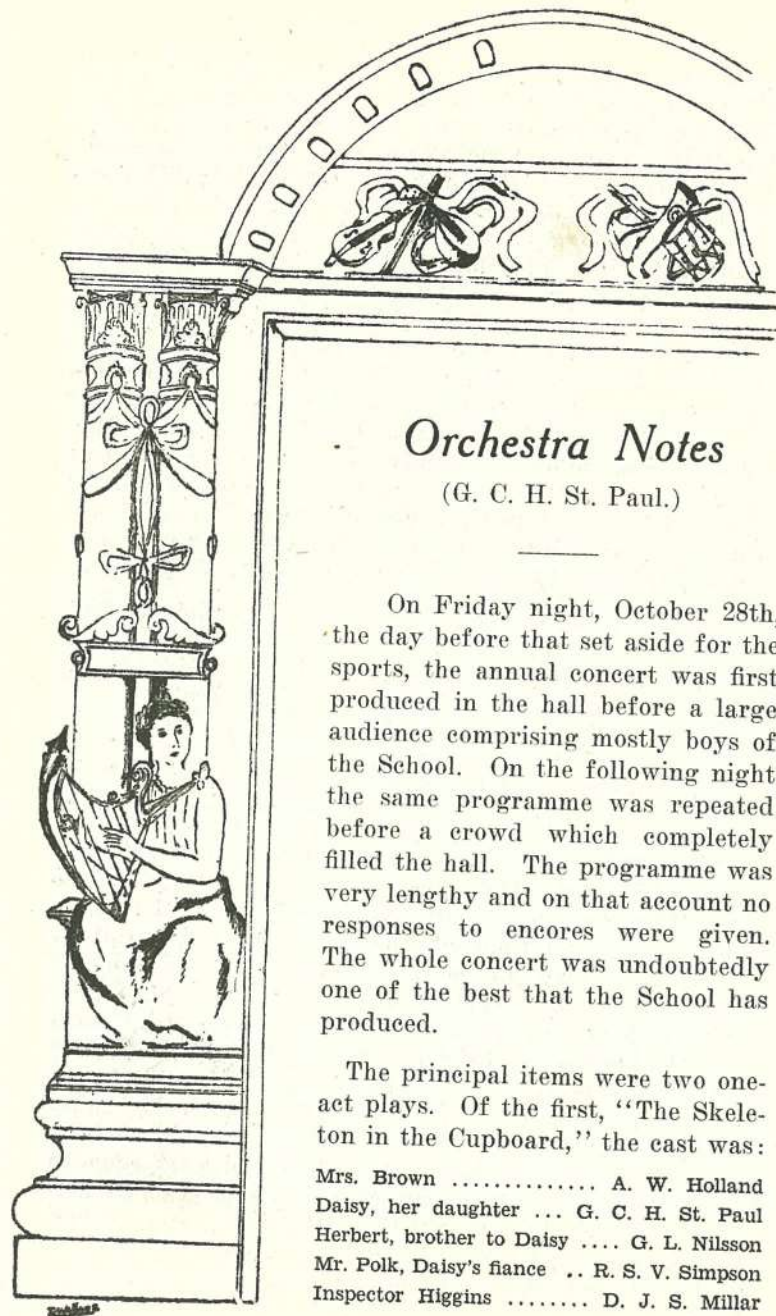 Orchestra Notes
(G. C. H. St. Paul.)
On Friday night, October 28th,
the day before that set aside for the
sports, the annual concert was first
produced in the hall before a large
audience comprising mostly boys of
the School. On the following night
the same programme was repeated
before a crowd which completely
filled the hall. The programme was
very lengthy and on that account no
responses to encores were given.
The whole concert was undoubtedly
one of the best that the School has
produced.
The principal items were two one-
act plays. Of the first, "The Skele-
ton in the Cupboard," the cast was:
Mrs. Brown .............. A. W. Holland
Daisy, her daughter ... G. C. H. St. Paul
Herbert, brother to Daisy .... G. L. Nilsson
Mr. Polk, Daisy's fiance .. R. S. V. Simpson
Inspector Higgins ........ D. J. S. Millar